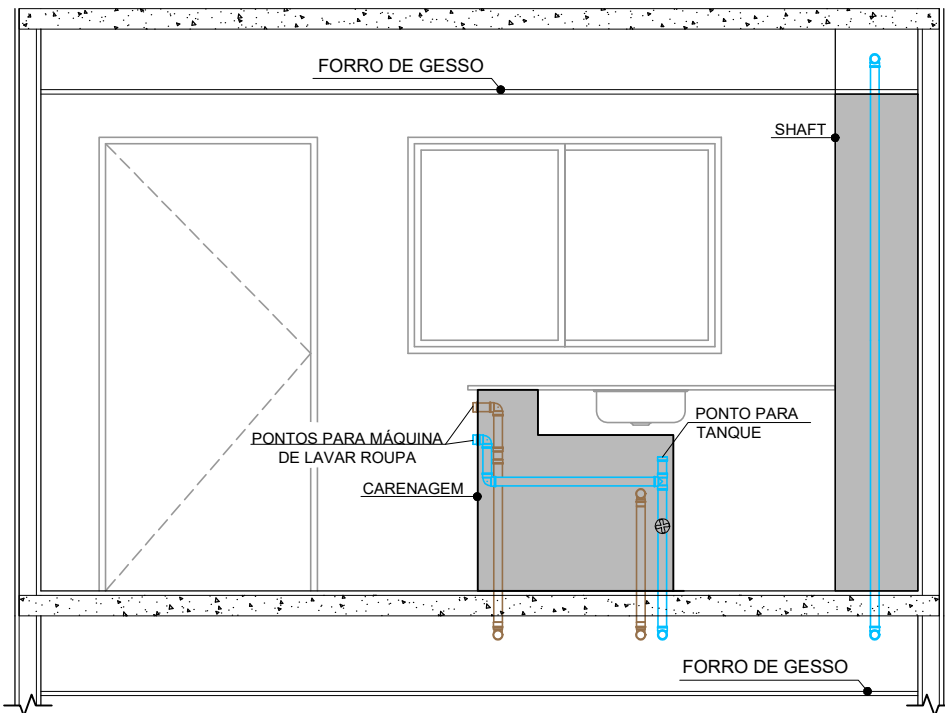 FORRO DE GESSO
SHAFT
PONTO PARA
TANQUE
PONTOS PARA MÁQUINA
DE LAVAR ROUPA
CARENAGEM
FORRO DE GESSO